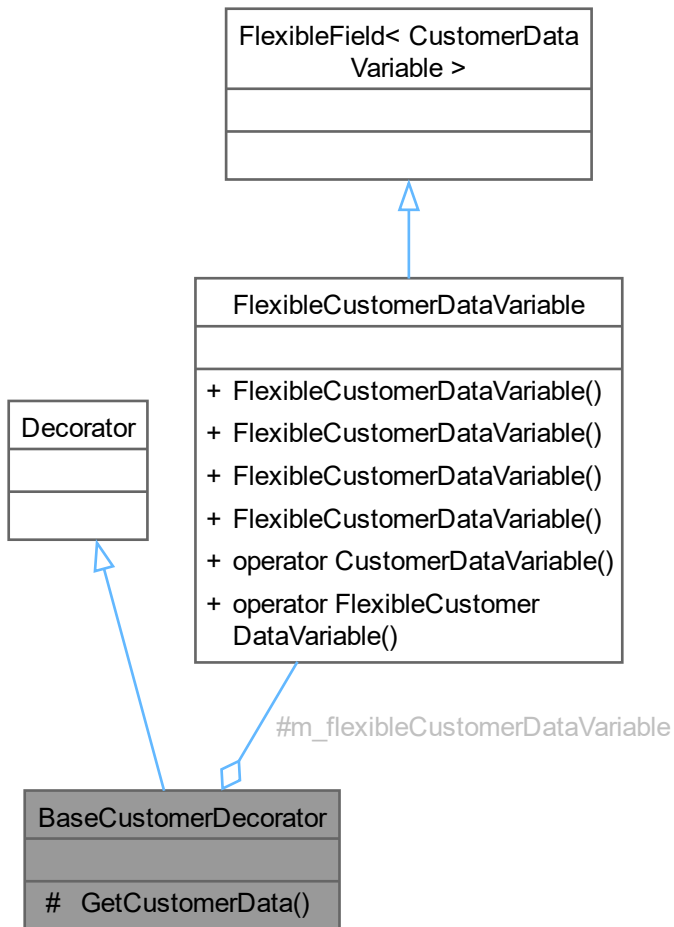 FlexibleField< CustomerData
Variable >
FlexibleCustomerDataVariable
+ FlexibleCustomerDataVariable()
+ FlexibleCustomerDataVariable()
+ FlexibleCustomerDataVariable()
+ FlexibleCustomerDataVariable()
+ operator CustomerDataVariable()
+ operator FlexibleCustomer
DataVariable()
Decorator
#m_flexibleCustomerDataVariable
BaseCustomerDecorator
# GetCustomerData()